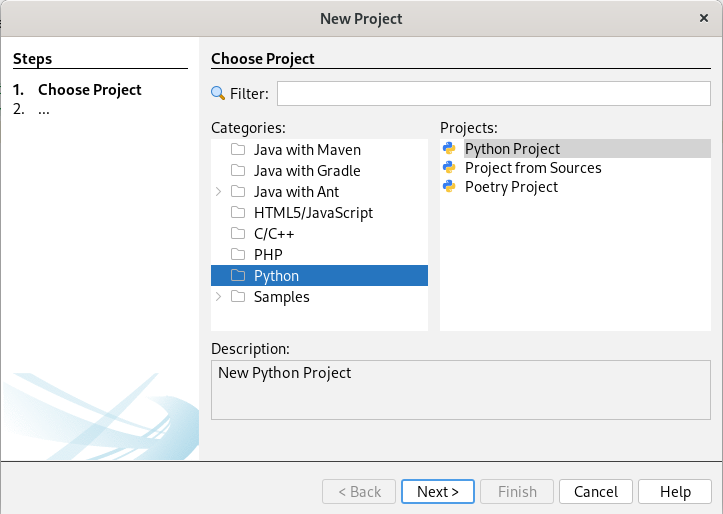 New Project
Steps
1. Choose Project
2. ...
Choose Project
Filter:
Categories:
Java with Maven
Java with Gradle
Java with Ant
HTML5/JavaScript
C/C++
PHP
Python
Samples
Projects:
Python Project
Project from Sources
Poetry Project
Description:
New Python Project
< Back
Next >
Finish
Cancel
Help